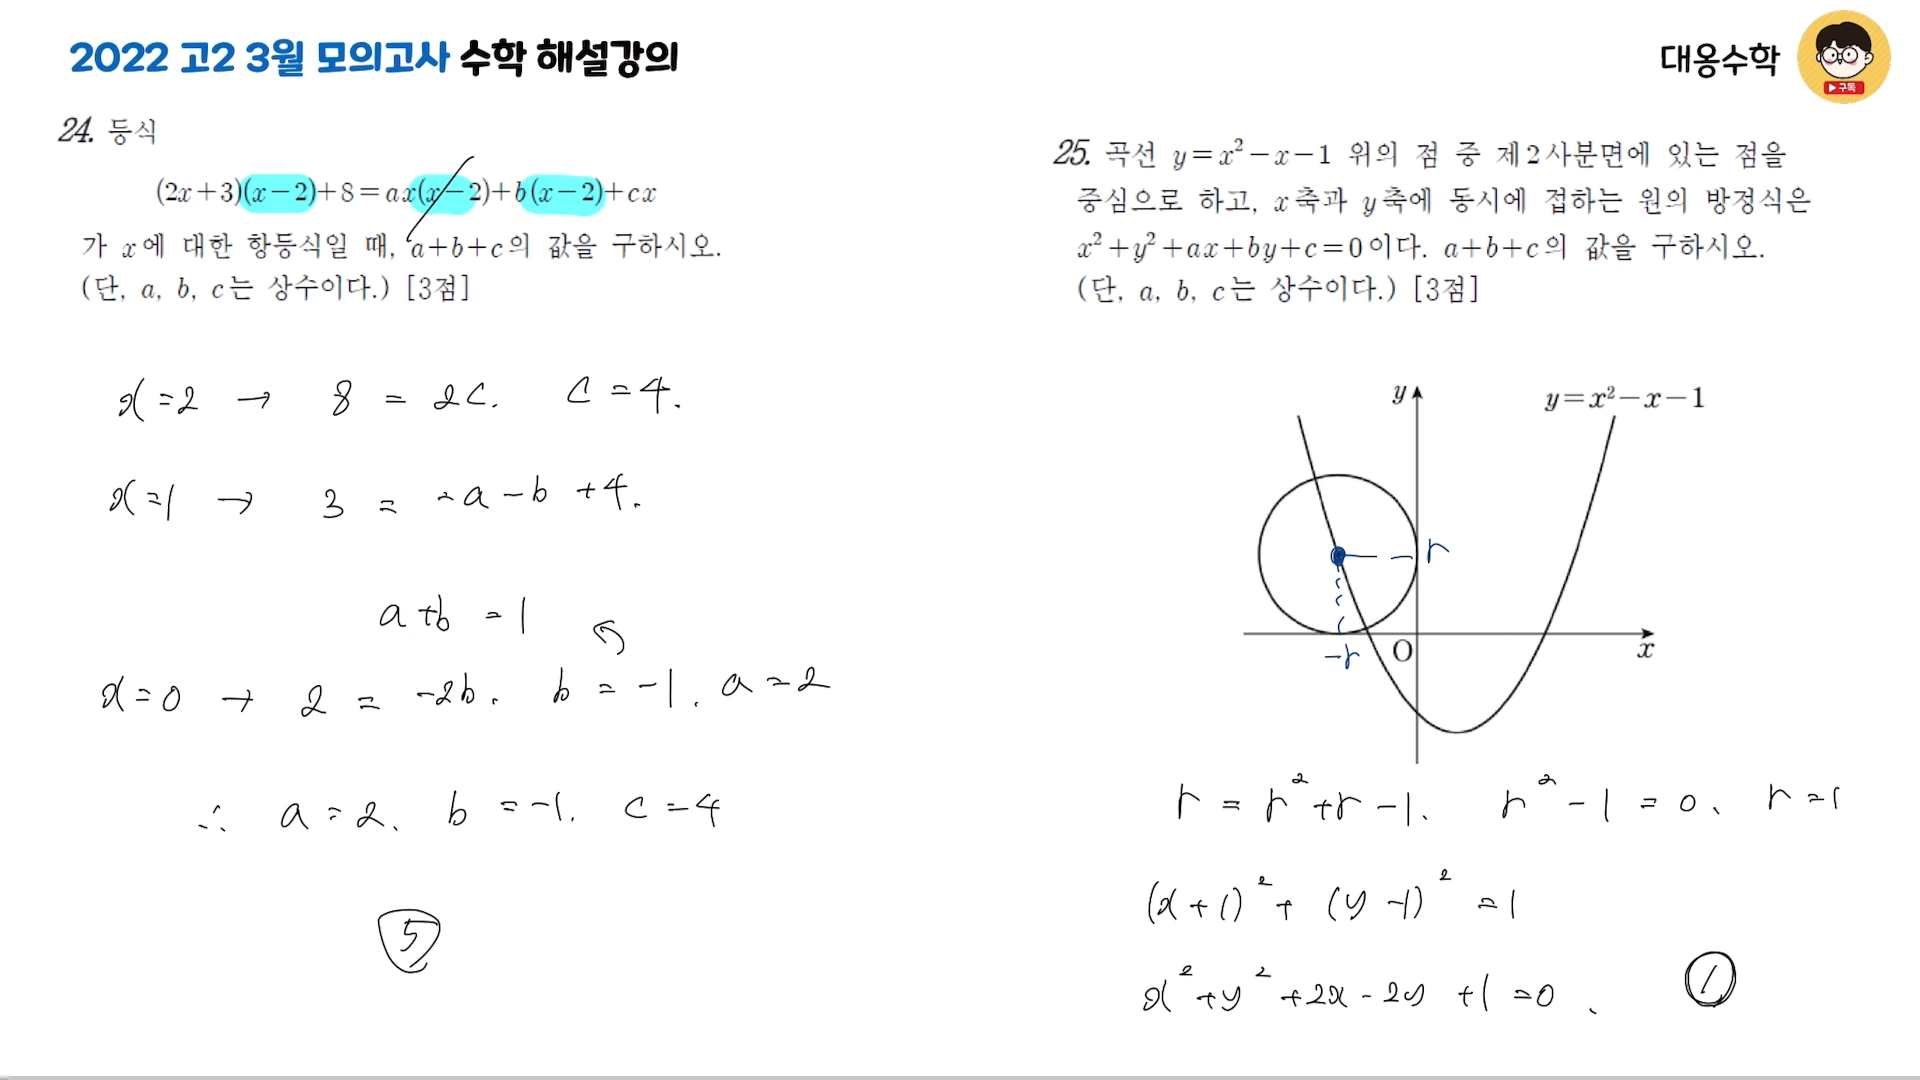 2022 고2 3월 모의고사 수학 해설강의
대웅수학
구독
24. 등식
(2x+3)(x-2)+8=ax(x-2)+b(x-2)+cx
가 x에 대한 항등식일 때, a+b+c의 값을 구하시오.
(단, a, b, c는 상수이다.) [3점]
x=2 → 8 = 2c. c=4.
x=1 → 3 = -a-b+4.
a+b=1
x=0 → 2 = -2b. b=-1. a=2
∴ a=2. b=-1. c=4
5
25. 곡선 y=x²-x-1 위의 점 중 제2사분면에 있는 점을
중심으로 하고, x축과 y축에 동시에 접하는 원의 방정식은
x²+y²+ax+by+c=0이다. a+b+c의 값을 구하시오.
(단, a, b, c는 상수이다.) [3점]
y
y=x²-x-1
r
-r
O
x
r=r²+r-1. r²-1=0. r=1
(x+1)²+(y-1)²=1
x²+y²+2x-2y+1=0.
1